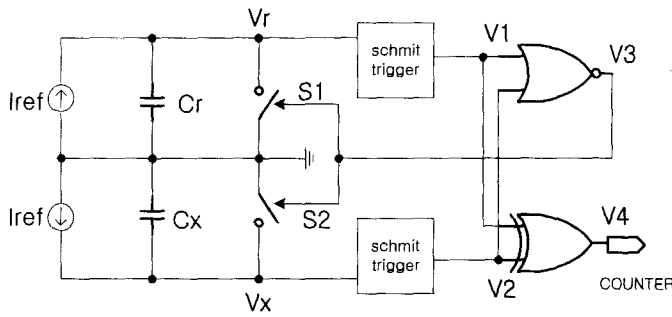 Vr
V1
V3
schmit
trigger
Iref
Cr
S1
Iref
Cx
S2
V4
schmit
trigger
Vx
V2
COUNTER